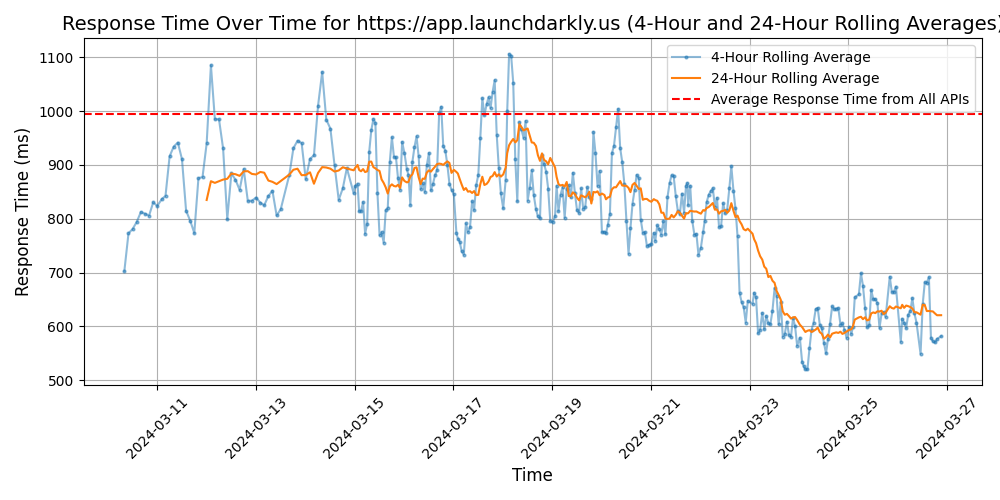 Response Time Over Time for https://app.launchdarkly.us (4-Hour and 24-Hour Rolling Averages)
4-Hour Rolling Average
24-Hour Rolling Average
Average Response Time from All APIs
Response Time (ms)
1100
1000
900
800
700
600
500
2024-03-11
2024-03-13
2024-03-15
2024-03-17
2024-03-19
2024-03-21
2024-03-23
2024-03-25
2024-03-27
Time